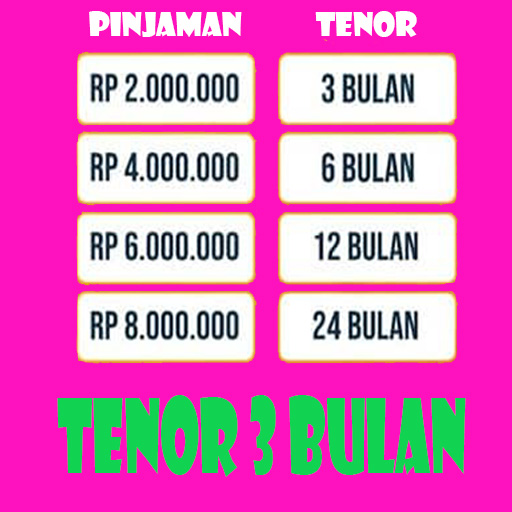 PINJAMAN TENOR
RP 2.000.000 3 BULAN
RP 4.000.000 6 BULAN
RP 6.000.000 12 BULAN
RP 8.000.000 24 BULAN
TENOR 3 BULAN